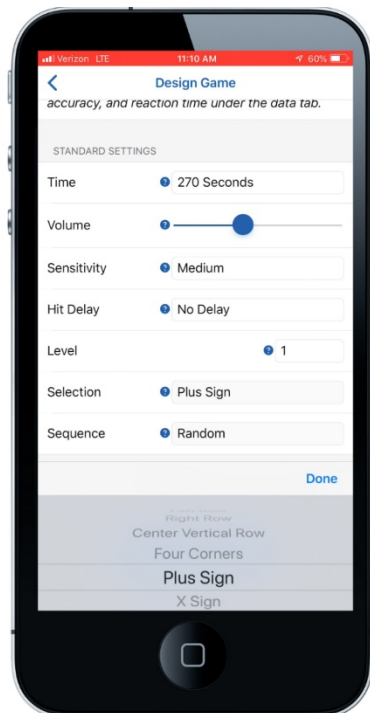 Verizon LTE 11:10 AM 60%
Design Game
accuracy, and reaction time under the data tab.
STANDARD SETTINGS
Time ? 270 Seconds
Volume ?
Sensitivity ? Medium
Hit Delay ? No Delay
Level ? 1
Selection ? Plus Sign
Sequence ? Random
Done
Right Row
Center Vertical Row
Four Corners
Plus Sign
X Sign